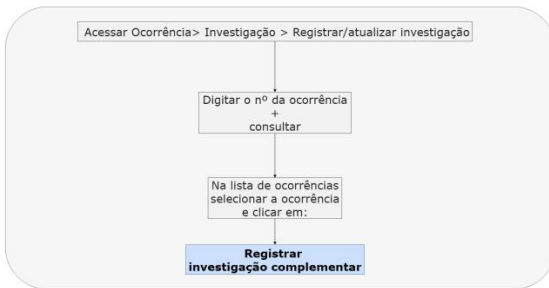 Acessar Ocorrência> Investigação > Registrar/atualizar investigação
Digitar o nº da ocorrência
+
consultar
Na lista de ocorrências
selecionar a ocorrência
e clicar em:
Registrar
investigação complementar